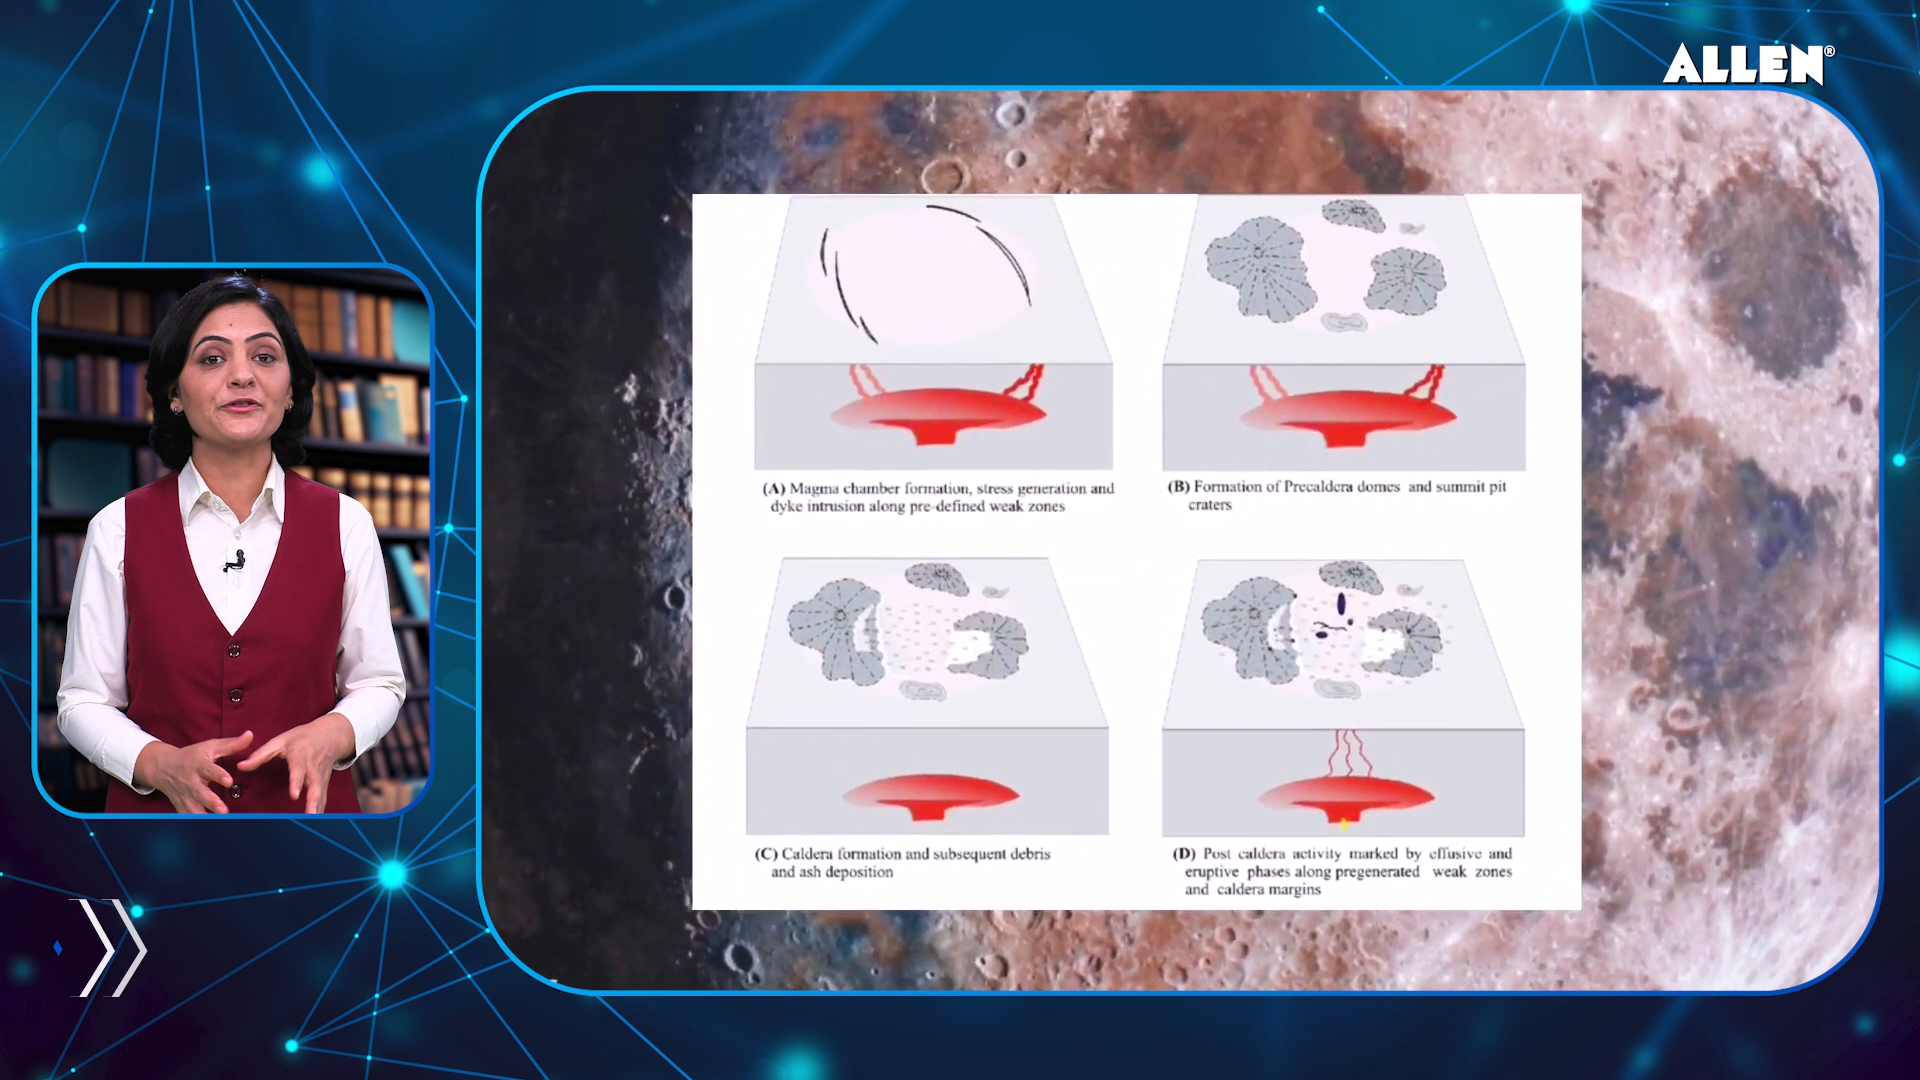 ALLEN®
(A) Magma chamber formation, stress generation and
dyke intrusion along pre-defined weak zones
(B) Formation of Precaldera domes and summit pit
craters
(C) Caldera formation and subsequent debris
and ash deposition
(D) Post caldera activity marked by effusive and
eruptive phases along pregenerated weak zones
and caldera margins